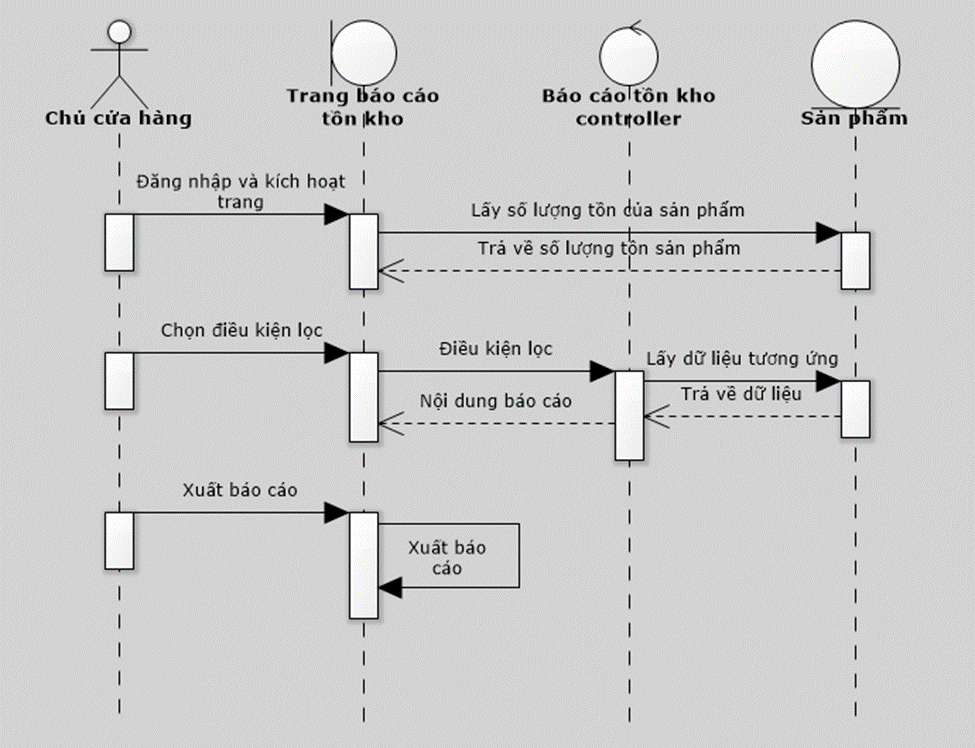 Chủ cửa hàng
Trang báo cáo
tồn kho
Báo cáo tồn kho
controller
Sản phẩm
Đăng nhập và kích hoạt
trang
Lấy số lượng tồn của sản phẩm
Trả về số lượng tồn sản phẩm
Chọn điều kiện lọc
Điều kiện lọc
Lấy dữ liệu tương ứng
Trả về dữ liệu
Nội dung báo cáo
Xuất báo cáo
Xuất báo
cáo